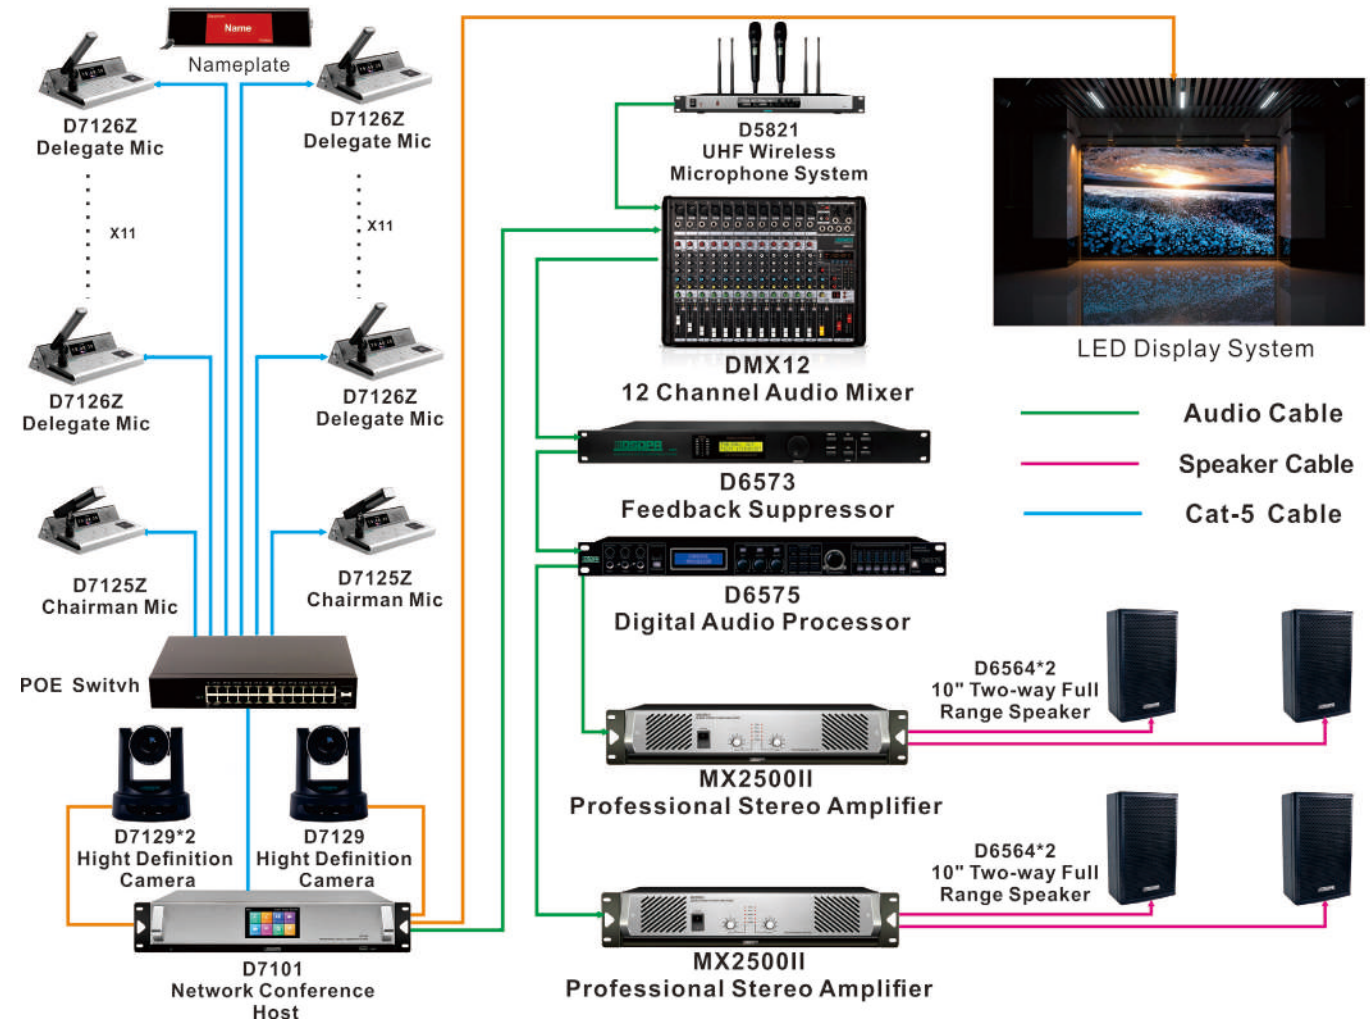 Name
Nameplate
D7126Z
Delegate Mic
D7126Z
Delegate Mic
X11
X11
D7126Z
Delegate Mic
D7126Z
Delegate Mic
D7125Z
Chairman Mic
D7125Z
Chairman Mic
POE Switvh
D7129*2
Hight Definition
Camera
D7129
Hight Definition
Camera
D7101
Network Conference
Host
D5821
UHF Wireless
Microphone System
DMX12
12 Channel Audio Mixer
DSPPA
D6573
Feedback Suppressor
D6575
Digital Audio Processor
MX2500II
Professional Stereo Amplifier
MX2500II
Professional Stereo Amplifier
LED Display System
Audio Cable
Speaker Cable
Cat-5 Cable
D6564*2
10" Two-way Full
Range Speaker
D6564*2
10" Two-way Full
Range Speaker